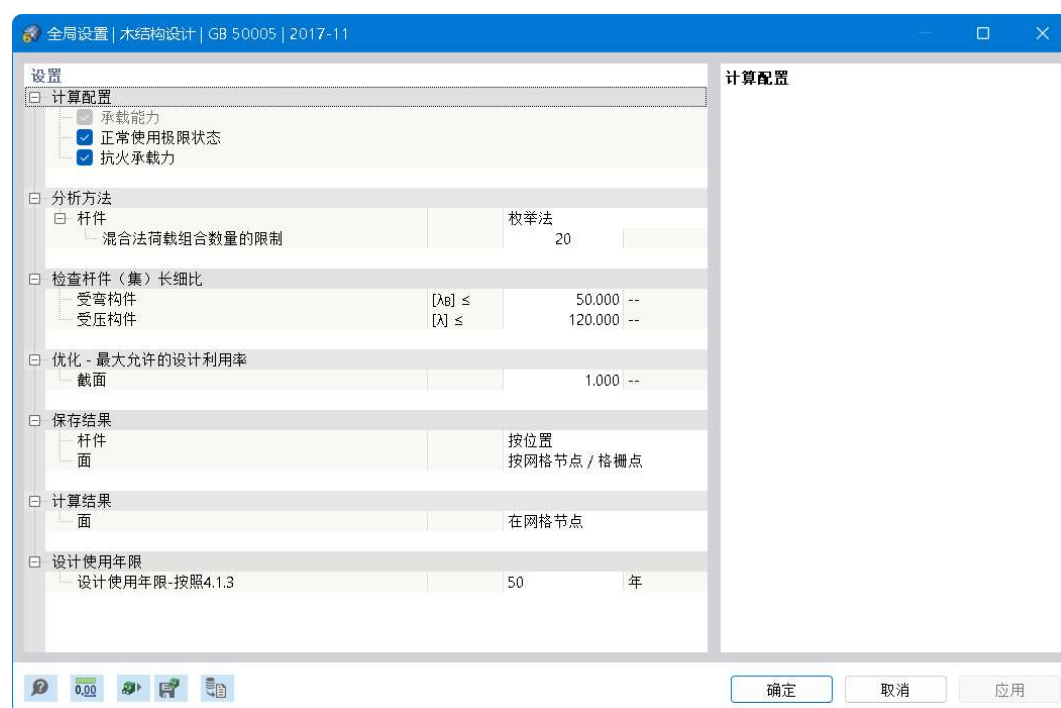 全局设置 | 木结构设计 | GB 50005 | 2017-11
设置
计算配置
承载能力
正常使用极限状态
抗火承载力
分析方法
杆件 枚举法
混合法荷载组合数量的限制 20
检查杆件（集）长细比
受弯构件 [λB] ≤ 50.000 --
受压构件 [λ] ≤ 120.000 --
优化 - 最大允许的设计利用率
截面 1.000 --
保存结果
杆件 按位置
面 按网格节点 / 格栅点
计算结果
面 在网格节点
设计使用年限
设计使用年限-按照4.1.3 50 年
计算配置
0,00
确定 取消 应用